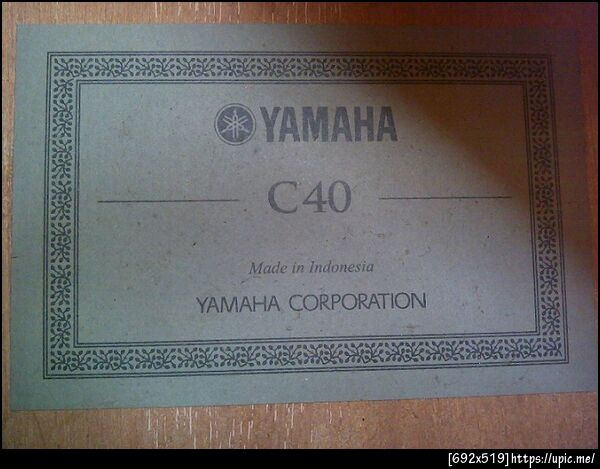 YAMAHA
C40
Made in Indonesia
YAMAHA CORPORATION
[692x519]https://upic.me/